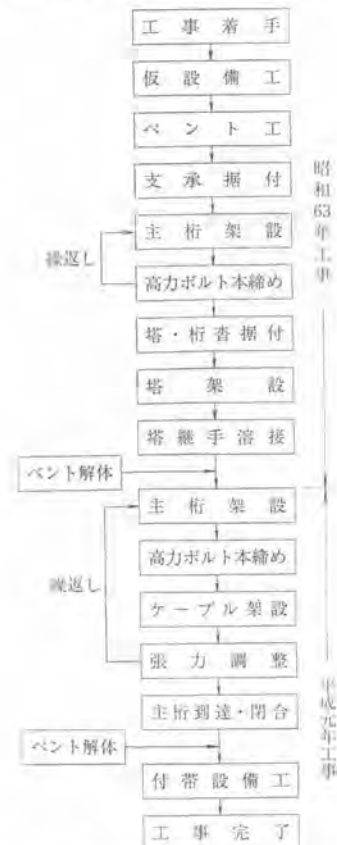 工事着手
仮設備工
ベント工
支承据付
主桁架設
繰返し
高力ボルト本締め
塔・桁沓据付
塔架設
塔継手溶接
ベント解体
主桁架設
高力ボルト本締め
繰返し
ケーブル架設
張力調整
主桁到達・閉合
ベント解体
付帯設備工
工事完了
昭和63年工事
平成元年工事